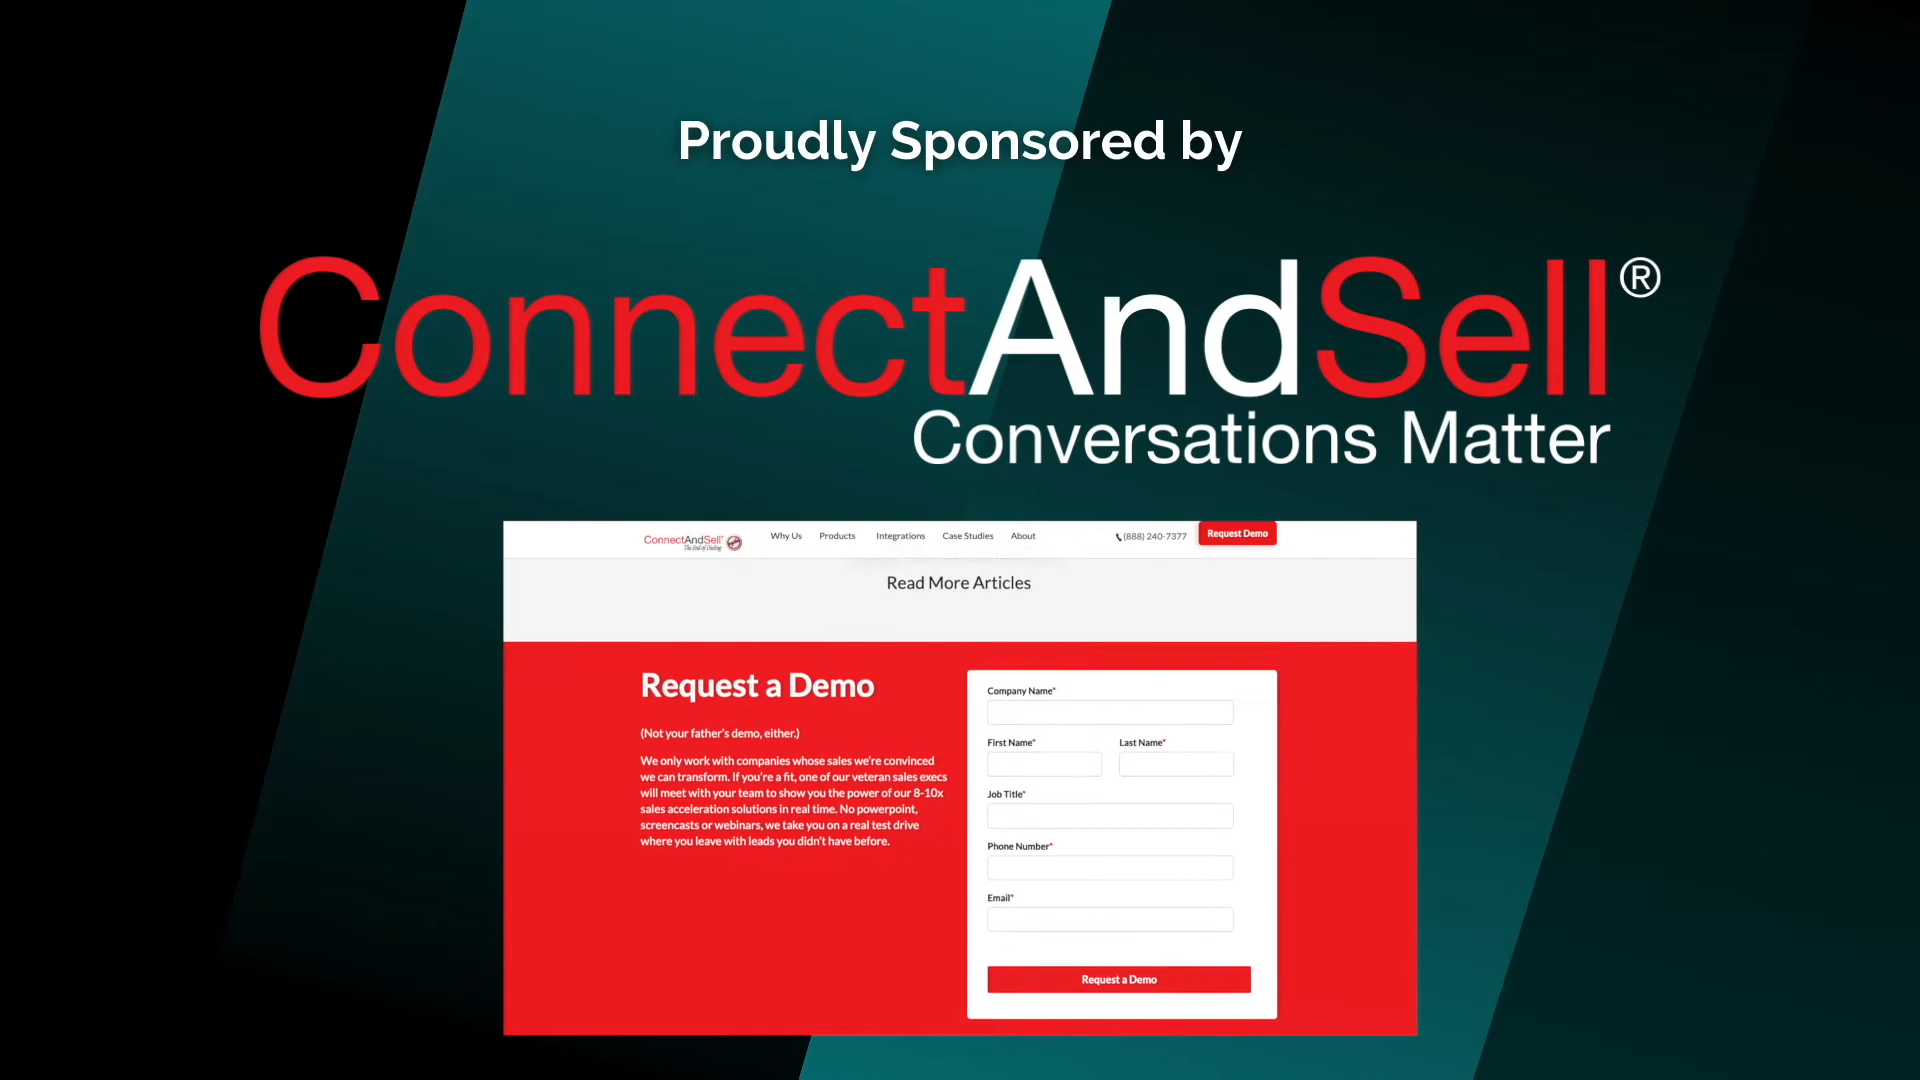 Proudly Sponsored by
ConnectAndSell®
Conversations Matter
ConnectAndSell®
The End of Dialing
Why Us Products Integrations Case Studies About (888) 240-7377 Request Demo
Read More Articles
Request a Demo
(Not your father's demo, either.)
We only work with companies whose sales we're convinced
we can transform. If you're a fit, one of our veteran sales execs
will meet with your team to show you the power of our 8-10x
sales acceleration solutions in real time. No powerpoint,
screencasts or webinars, we take you on a real test drive
where you leave with leads you didn't have before.
Company Name*
First Name* Last Name*
Job Title*
Phone Number*
Email*
Request a Demo